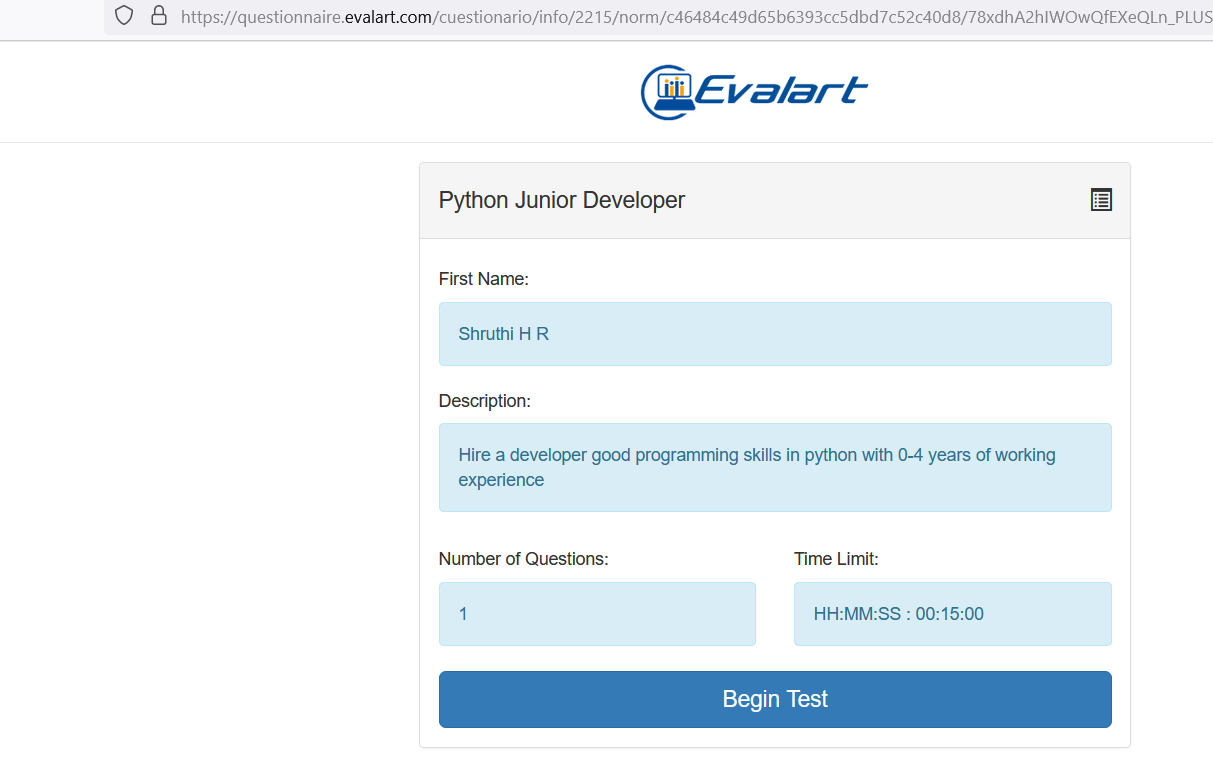 https://questionnaire.evalart.com/cuestionario/info/2215/norm/c46484c49d65b6393cc5cbd7c52c40d8/78xdhA2hIWOwQfEXeQLn_PLUS
Evalart
Python Junior Developer
First Name:
Shruthi H R
Description:
Hire a developer good programming skills in python with 0-4 years of working
experience
Number of Questions: Time Limit:
1 HH:MM:SS : 00:15:00
Begin Test